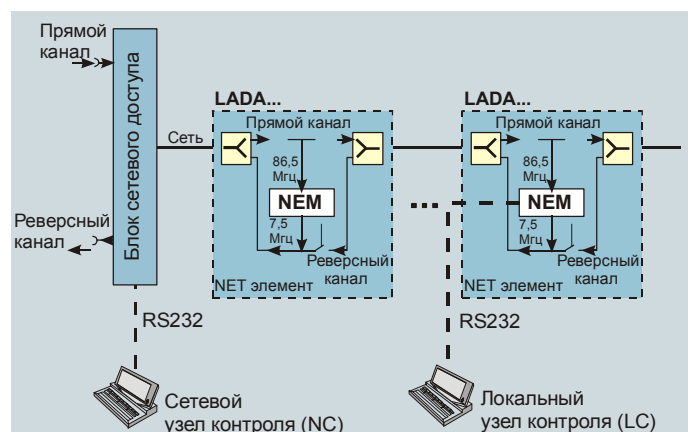 Прямой
канал
Реверсный
канал
Блок сетевого доступа
Сеть
LADA...
Прямой канал
86,5
Мгц
NEM
7,5
Мгц
Реверсный
канал
NET элемент
...
LADA...
Прямой канал
86,5
Мгц
NEM
7,5
Мгц
Реверсный
канал
NET элемент
RS232
RS232
Сетевой
узел контроля (NC)
Локальный
узел контроля (LC)